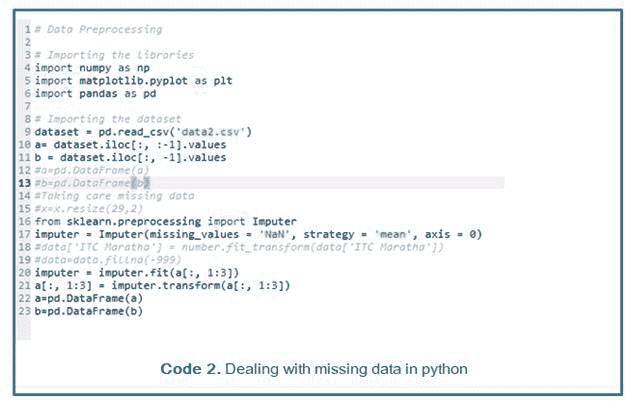 1 # Data Preprocessing
2
3 # Importing the Libraries
4 import numpy as np
5 import matplotlib.pyplot as plt
6 import pandas as pd
7
8 # Importing the dataset
9 dataset = pd.read_csv('data2.csv')
10 a= dataset.iloc[:, :-1].values
11 b = dataset.iloc[:, -1].values
12 #a=pd.DataFrame(a)
13 #b=pd.DataFrame(b)
14 #Taking care missing data
15 #x=x.resize(29,2)
16 from sklearn.preprocessing import Imputer
17 imputer = Imputer(missing_values = 'NaN', strategy = 'mean', axis = 0)
18 #data['ITC Maratha'] = number.fit_transform(data['ITC Maratha'])
19 #data=data.fillna(-999)
20 imputer = imputer.fit(a[:, 1:3])
21 a[:, 1:3] = imputer.transform(a[:, 1:3])
22 a=pd.DataFrame(a)
23 b=pd.DataFrame(b)
Code 2. Dealing with missing data in python